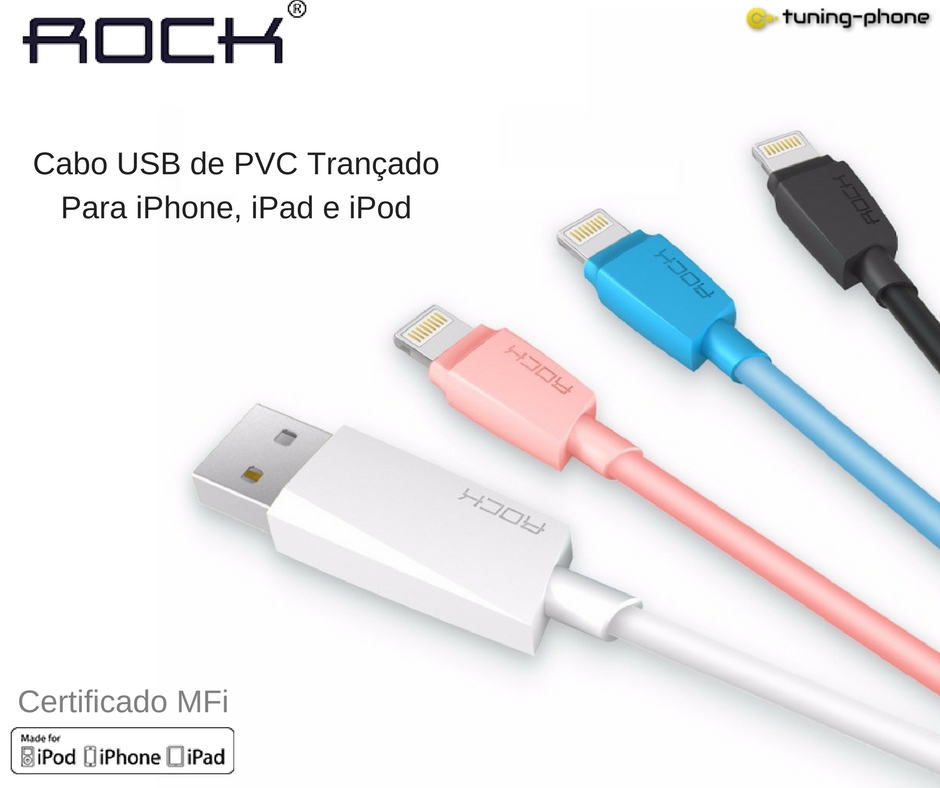 ROCK®
tuning-phone
Cabo USB de PVC Trançado
Para iPhone, iPad e iPod
ROCK
ROCK
ROCK
ROCK
Certificado MFi
Made for
iPod iPhone iPad